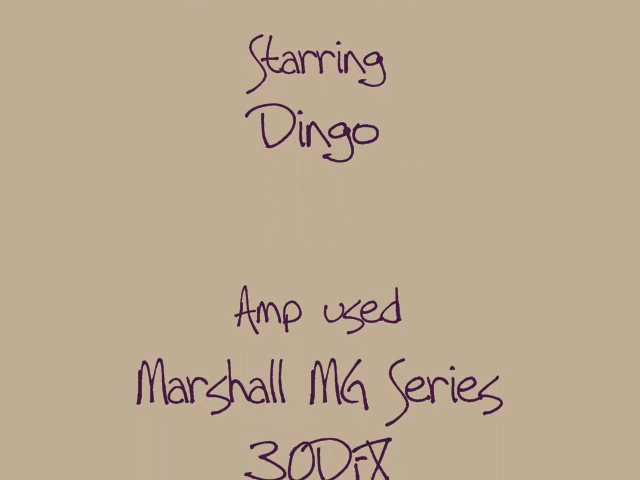 Starring
Dingo
Amp used
Marshall MG Series
30DFX